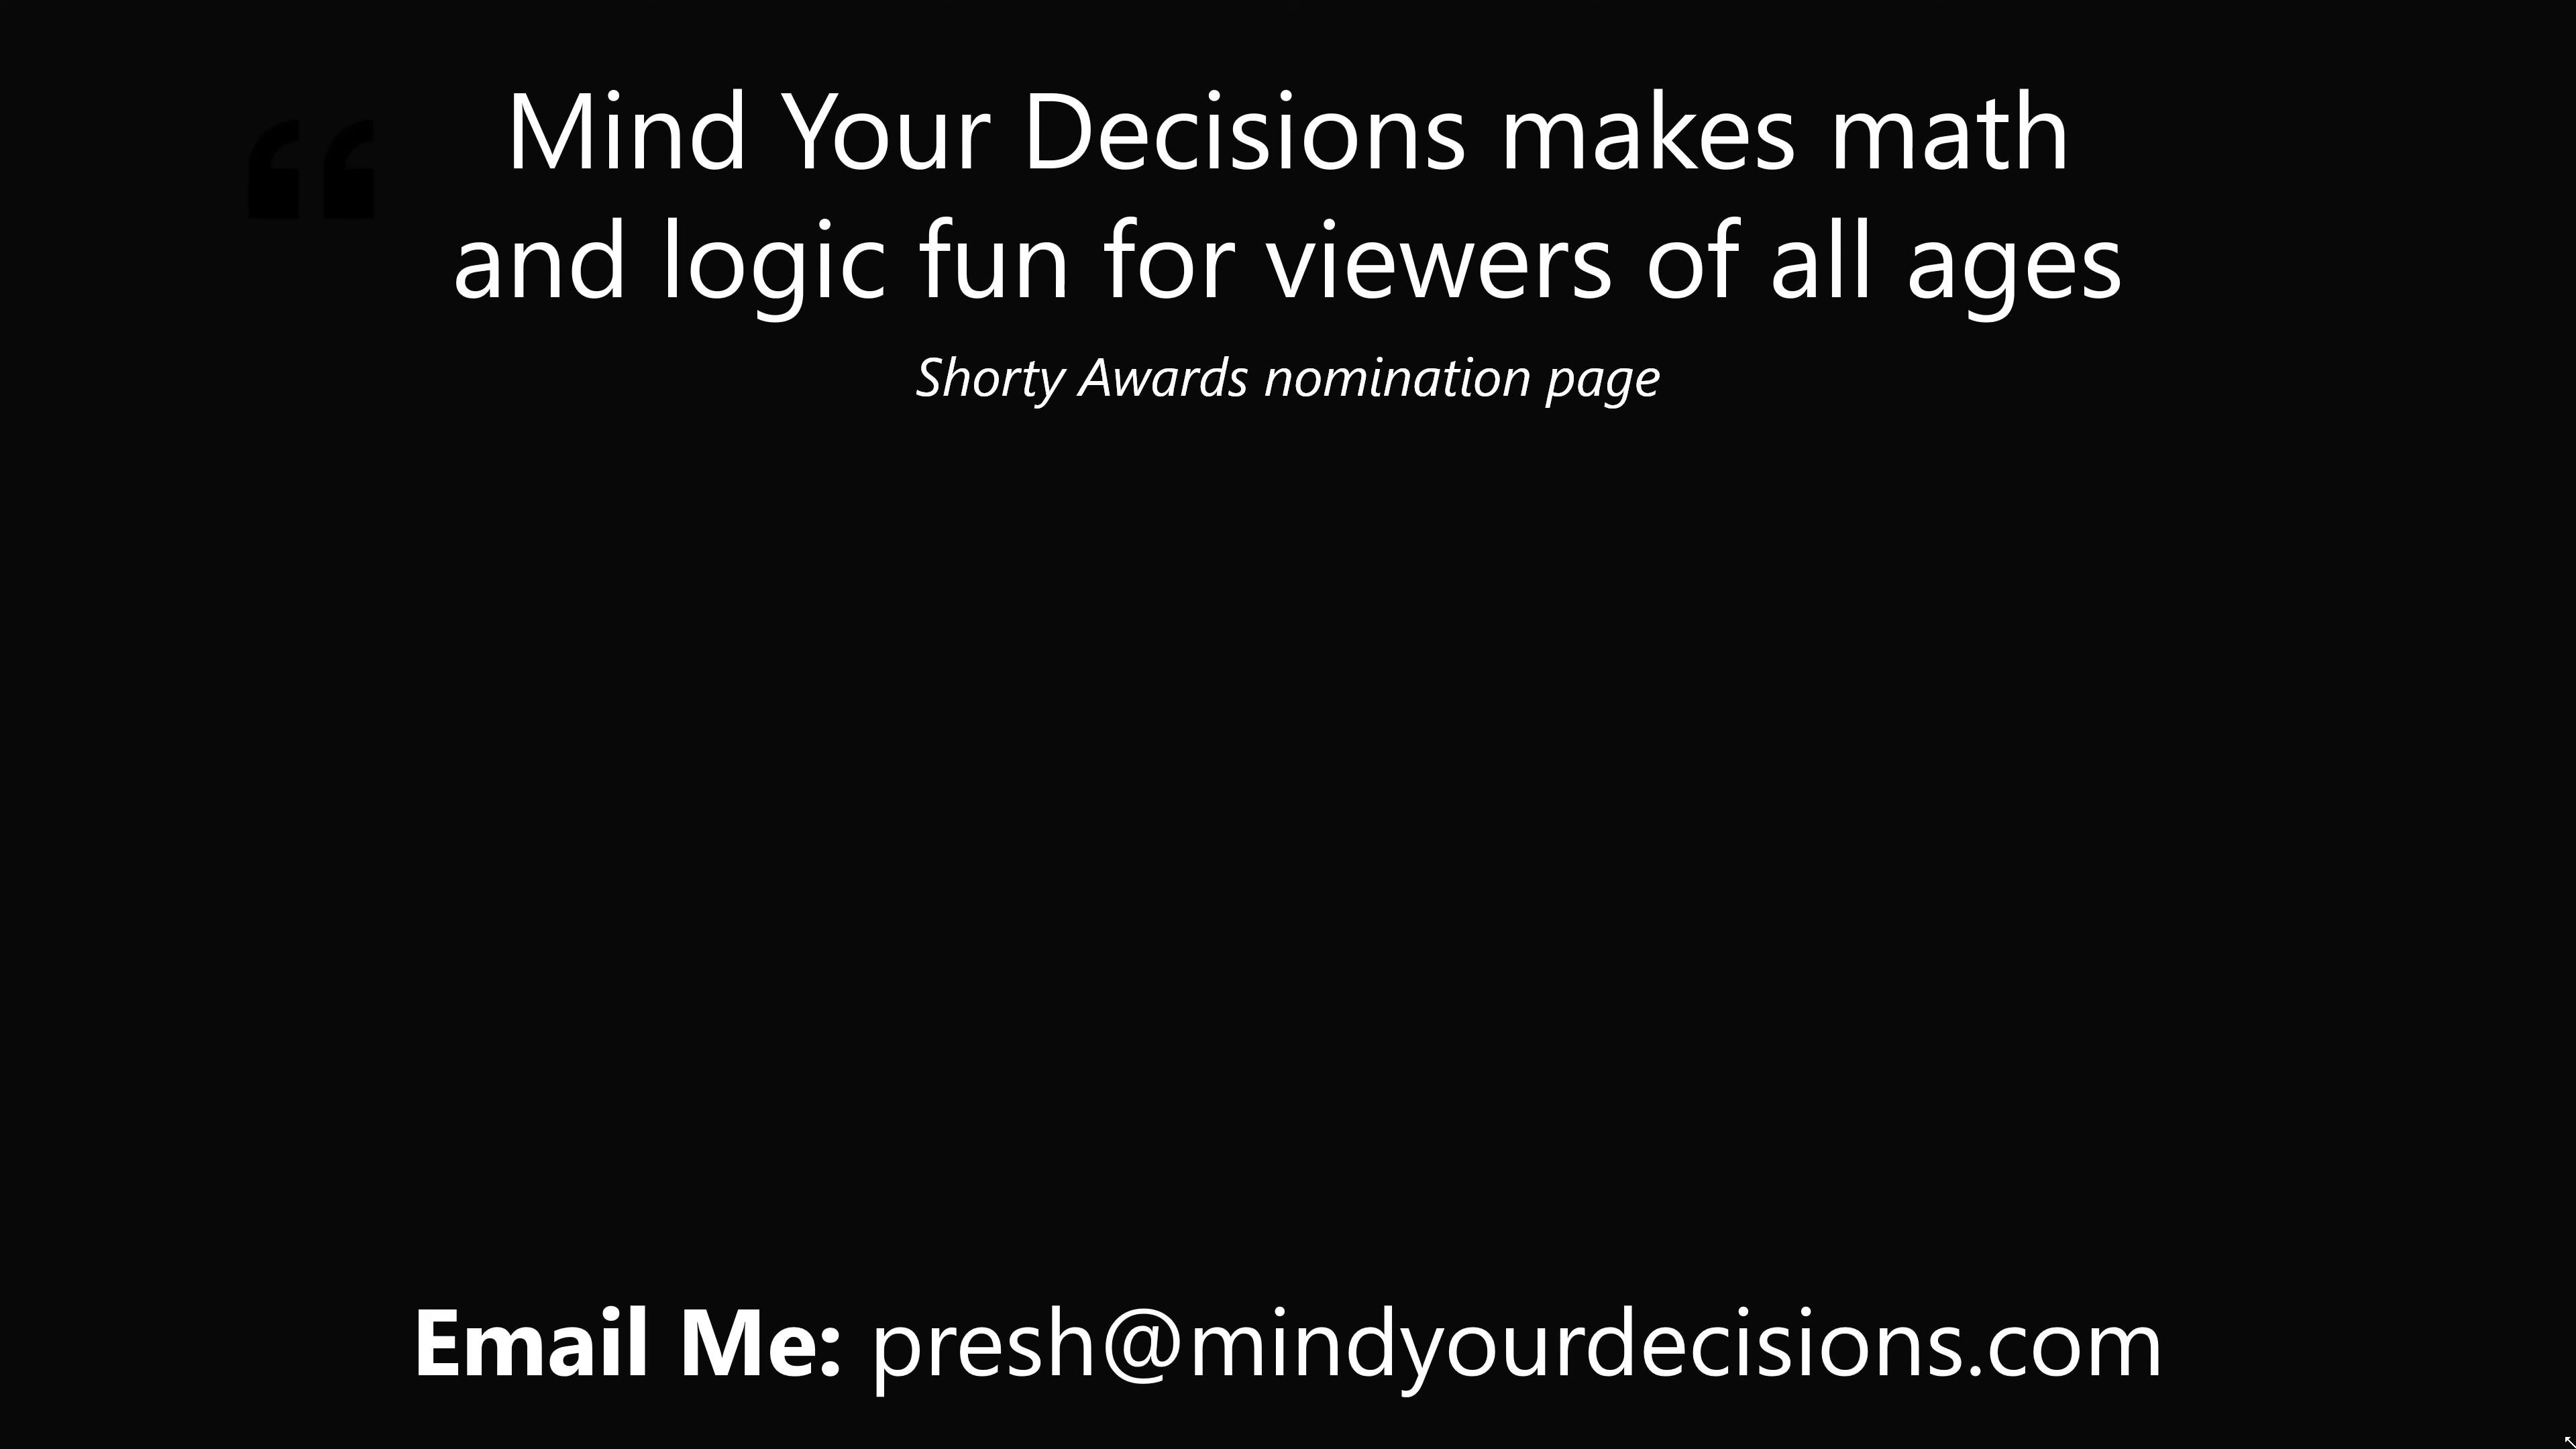 “
Mind Your Decisions makes math
and logic fun for viewers of all ages
Shorty Awards nomination page
Email Me: presh@mindyourdecisions.com